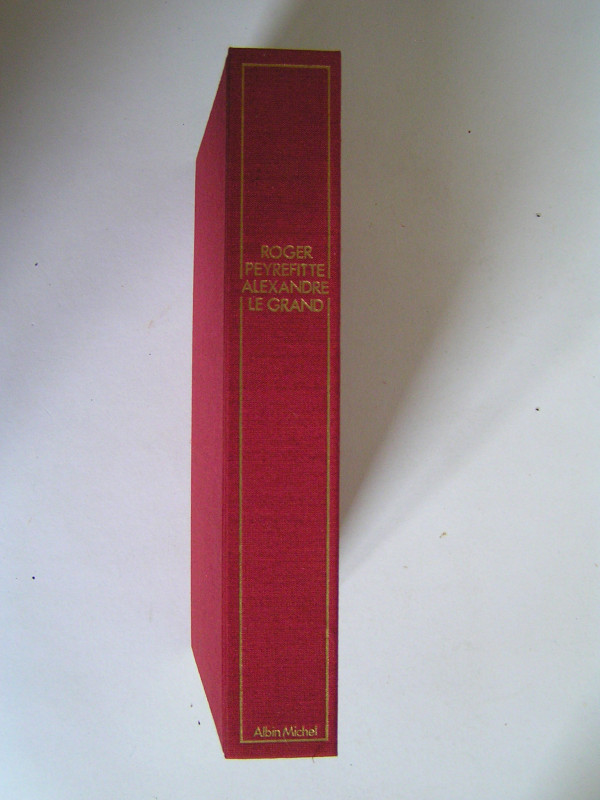 ROGER
PEYREFITTE
ALEXANDRE
LE GRAND
Albin Michel